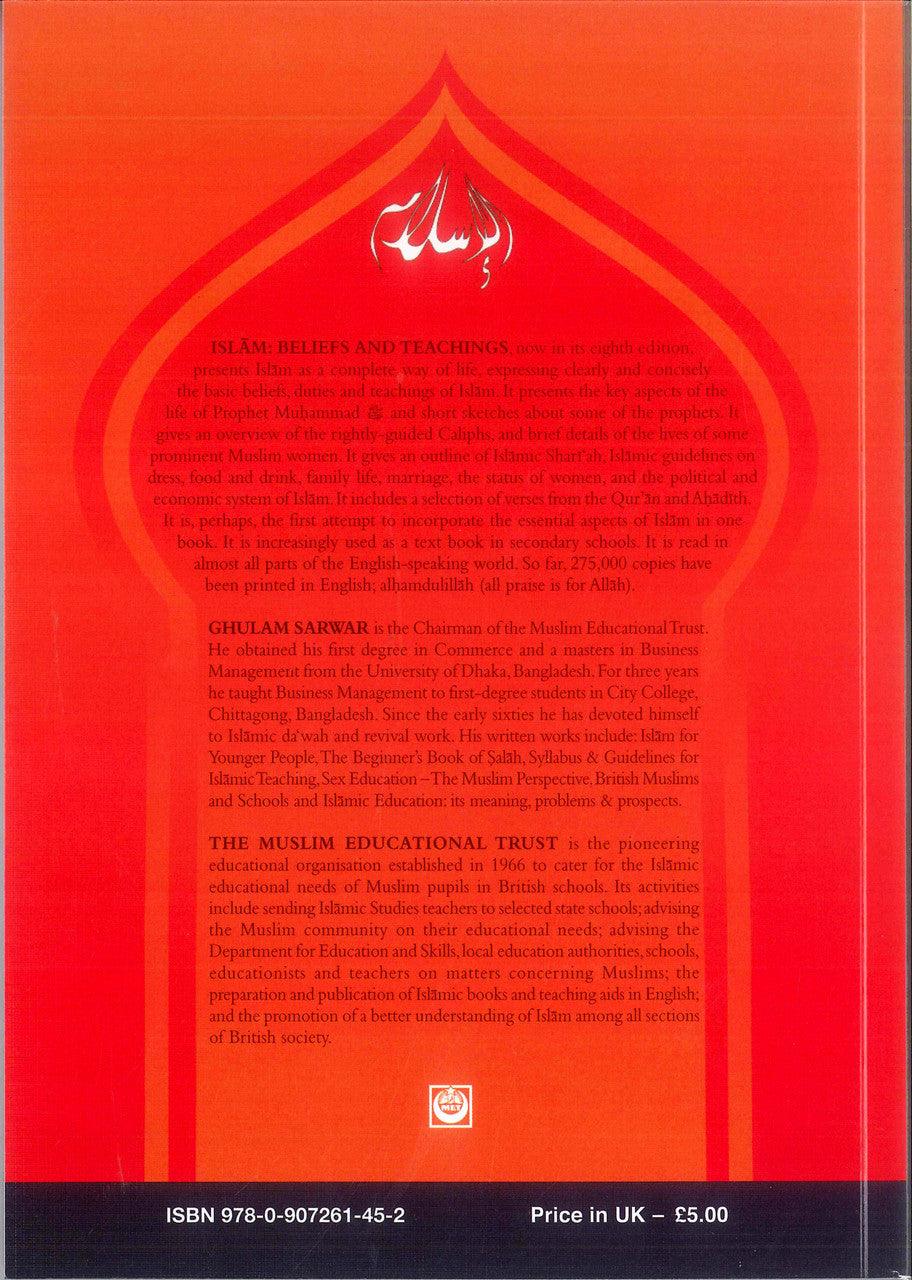 الإسلام
ISLĀM: BELIEFS AND TEACHINGS, now in its eighth edition,
presents Islām as a complete way of life, expressing clearly and concisely
the basic beliefs, duties and teachings of Islām. It presents the key aspects of the
life of Prophet Muḥammad ﷺ and short sketches about some of the prophets. It
gives an overview of the rightly-guided Caliphs, and brief details of the lives of some
prominent Muslim women. It gives an outline of Islāmic Sharī‘ah, Islāmic guidelines on
dress, food and drink, family life, marriage, the status of women, and the political and
economic system of Islām. It includes a selection of verses from the Qur’ān and Aḥādīth.
It is, perhaps, the first attempt to incorporate the essential aspects of Islām in one
book. It is increasingly used as a text book in secondary schools. It is read in
almost all parts of the English-speaking world. So far, 275,000 copies have
been printed in English; alḥamdulillāh (all praise is for Allāh).
GHULAM SARWAR is the Chairman of the Muslim Educational Trust.
He obtained his first degree in Commerce and a masters in Business
Management from the University of Dhaka, Bangladesh. For three years
he taught Business Management to first-degree students in City College,
Chittagong, Bangladesh. Since the early sixties he has devoted himself
to Islāmic da‘wah and revival work. His written works include: Islām for
Younger People, The Beginner's Book of Ṣalāh, Syllabus & Guidelines for
Islāmic Teaching, Sex Education – The Muslim Perspective, British Muslims
and Schools and Islāmic Education: its meaning, problems & prospects.
THE MUSLIM EDUCATIONAL TRUST is the pioneering
educational organisation established in 1966 to cater for the Islāmic
educational needs of Muslim pupils in British schools. Its activities
include sending Islāmic Studies teachers to selected state schools; advising
the Muslim community on their educational needs; advising the
Department for Education and Skills, local education authorities, schools,
educationists and teachers on matters concerning Muslims; the
preparation and publication of Islāmic books and teaching aids in English;
and the promotion of a better understanding of Islām among all sections
of British society.
MET
ISBN 978-0-907261-45-2
Price in UK – £5.00